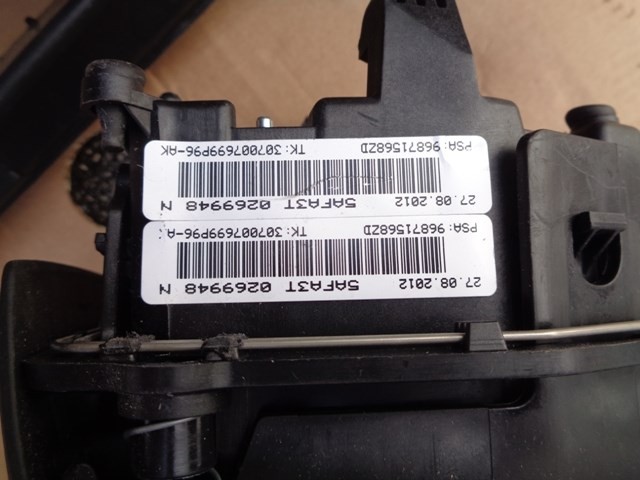 27.08.2012 5AFA3T 0269948 N
PSA: 96871568ZD TK: 307007699P96-A
27.08.2012 5AFA3T 0269948 N
PSA: 96871568ZD TK: 307007699P96-AK